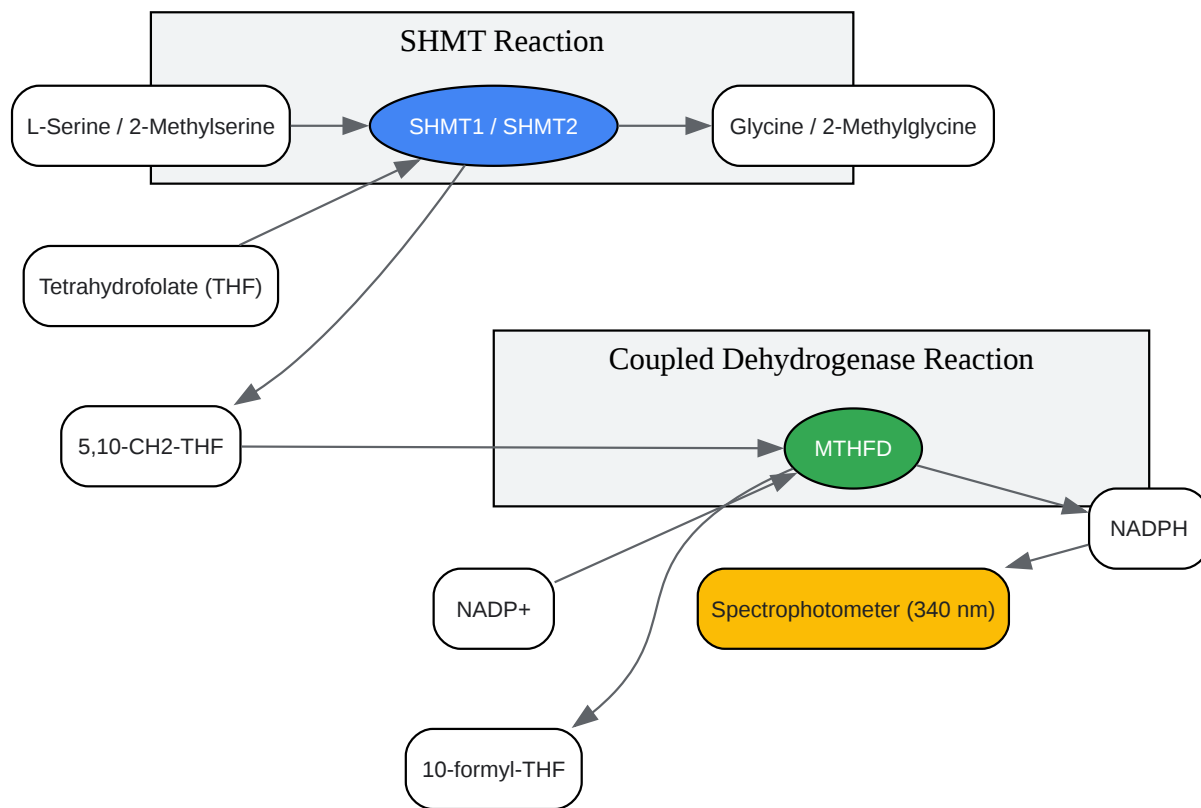 SHMT Reaction
L-Serine / 2-Methylserine
SHMT1 / SHMT2
Glycine / 2-Methylglycine
Tetrahydrofolate (THF)
Coupled Dehydrogenase Reaction
5,10-CH2-THF
MTHFD
NADPH
NADP+
Spectrophotometer (340 nm)
10-formyl-THF